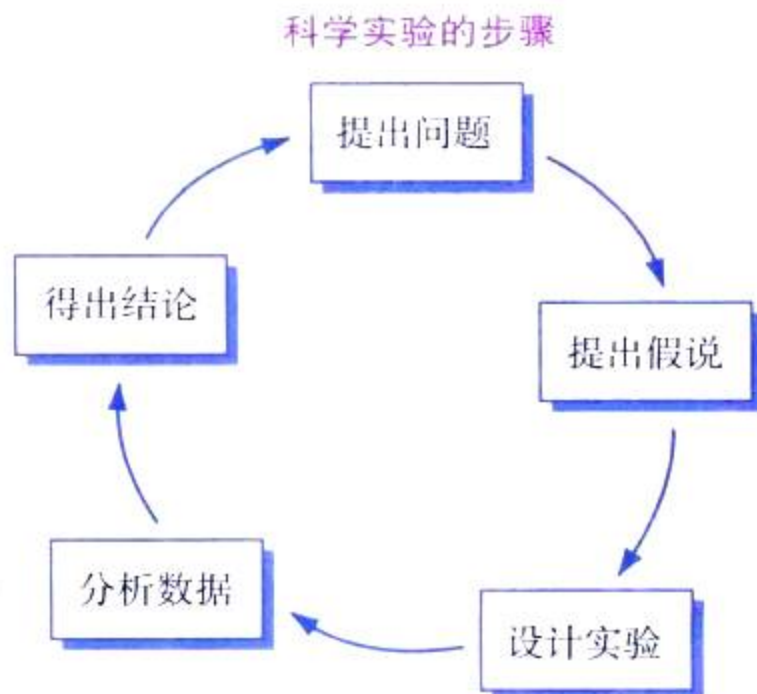 科学实验的步骤
提出问题
提出假说
设计实验
分析数据
得出结论